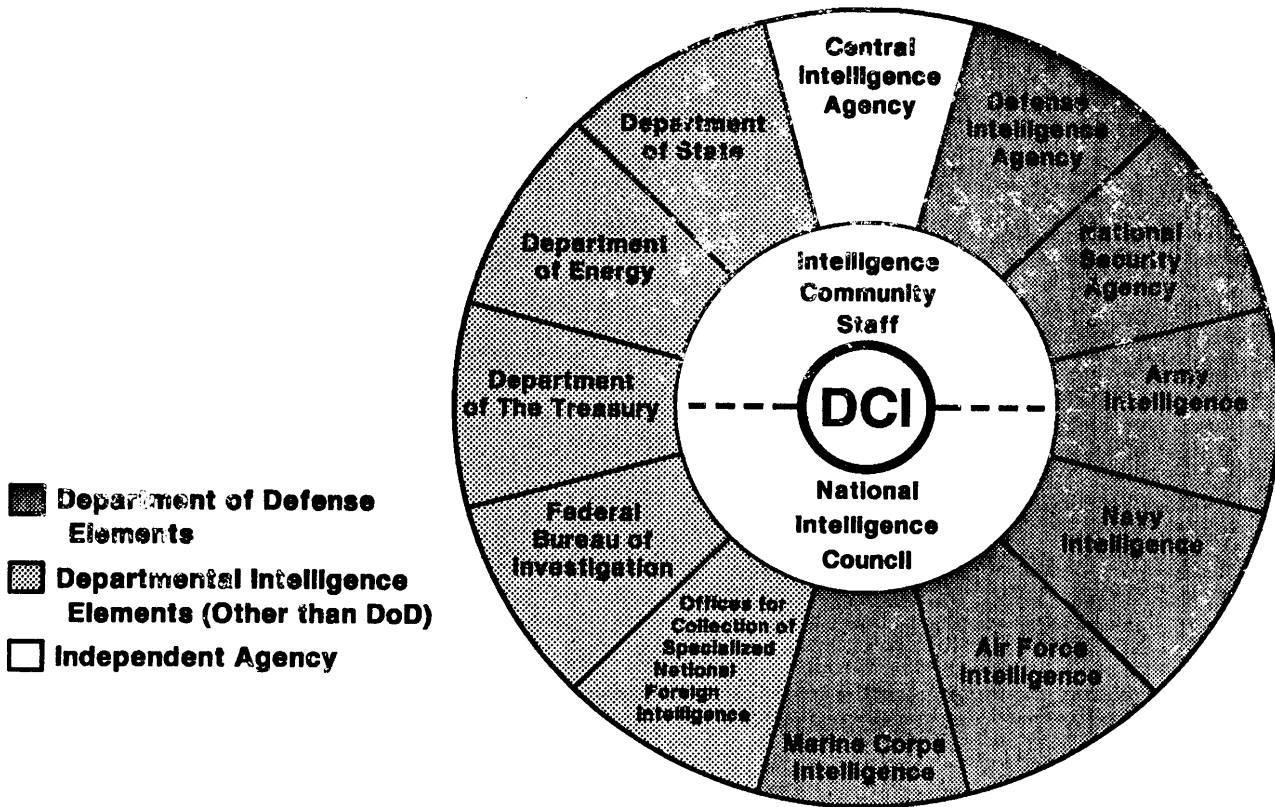 Central
Intelligence
Agency
Defense
Intelligence
Agency
National
Security
Agency
Army
Intelligence
Navy
Intelligence
Air Force
Intelligence
Marine Corps
Intelligence
Offices for
Collection of
Specialized
National
Foreign
Intelligence
Federal
Bureau of
Investigation
Department
of The Treasury
Department
of Energy
Department
of State
Intelligence
Community
Staff
DCI
National
Intelligence
Council
Department of Defense
Elements
Departmental Intelligence
Elements (Other than DoD)
Independent Agency